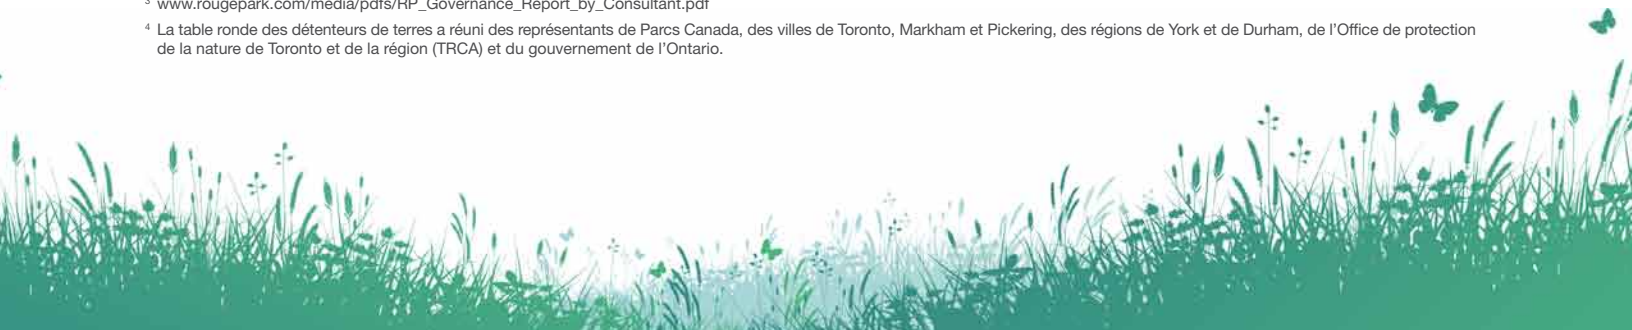 ³ www.rougepark.com/media/pdfs/RP_Governance_Report_by_Consultant.pdf
⁴ La table ronde des détenteurs de terres a réuni des représentants de Parcs Canada, des villes de Toronto, Markham et Pickering, des régions de York et de Durham, de l’Office de protection
de la nature de Toronto et de la région (TRCA) et du gouvernement de l’Ontario.